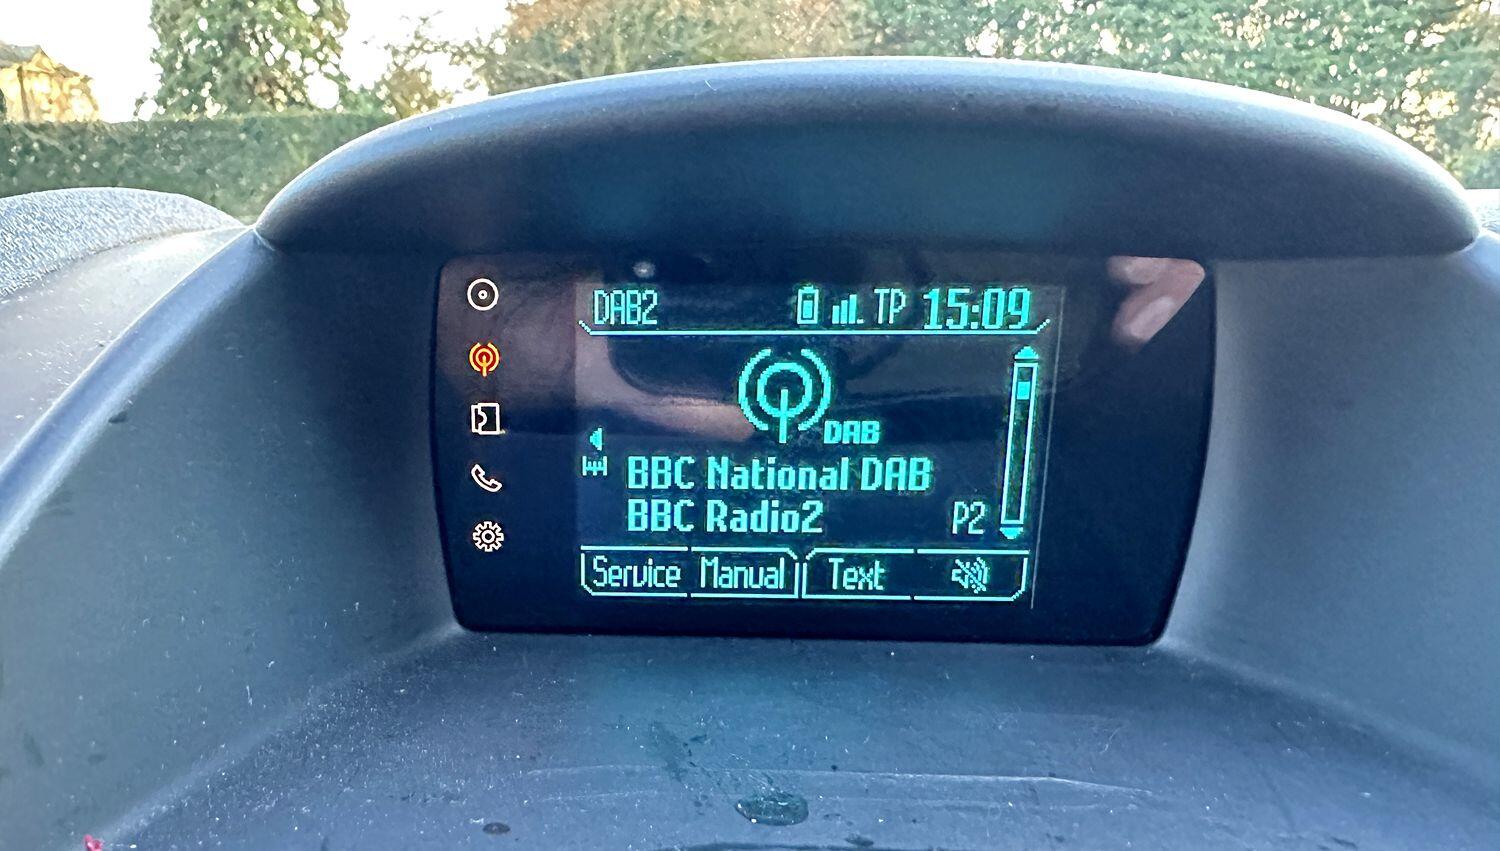 DAB2 TP 15:09
DAB
BBC National DAB
BBC Radio2 P2
Service Manual Text